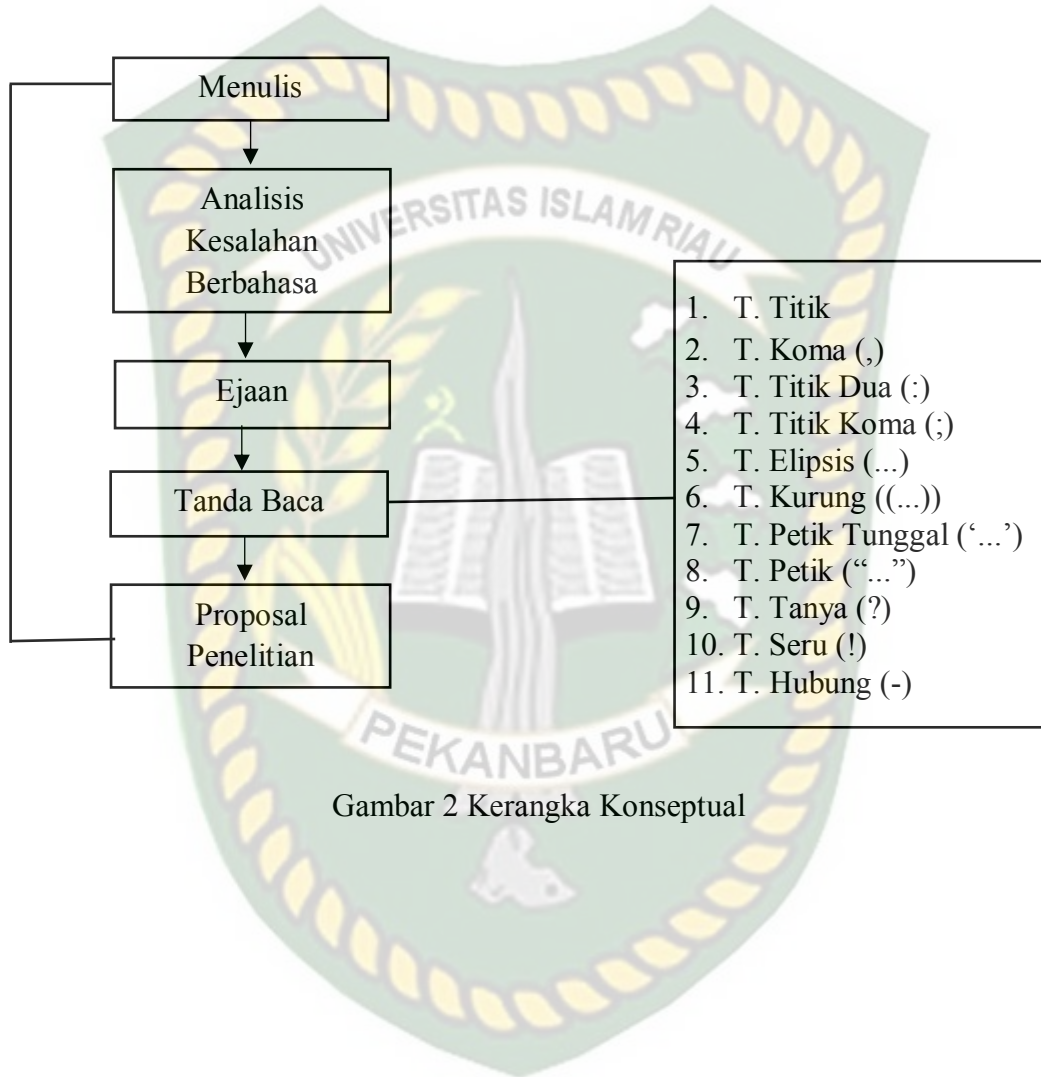 Menulis
Analisis
Kesalahan
Berbahasa
Ejaan
Tanda Baca
Proposal
Penelitian
1. T. Titik
2. T. Koma (,)
3. T. Titik Dua (:)
4. T. Titik Koma (;)
5. T. Elipsis (...)
6. T. Kurung ((...))
7. T. Petik Tunggal (‘...’)
8. T. Petik (“...”)
9. T. Tanya (?)
10. T. Seru (!)
11. T. Hubung (-)
UNIVERSITAS ISLAM RIAU
PEKANBARU
Gambar 2 Kerangka Konseptual